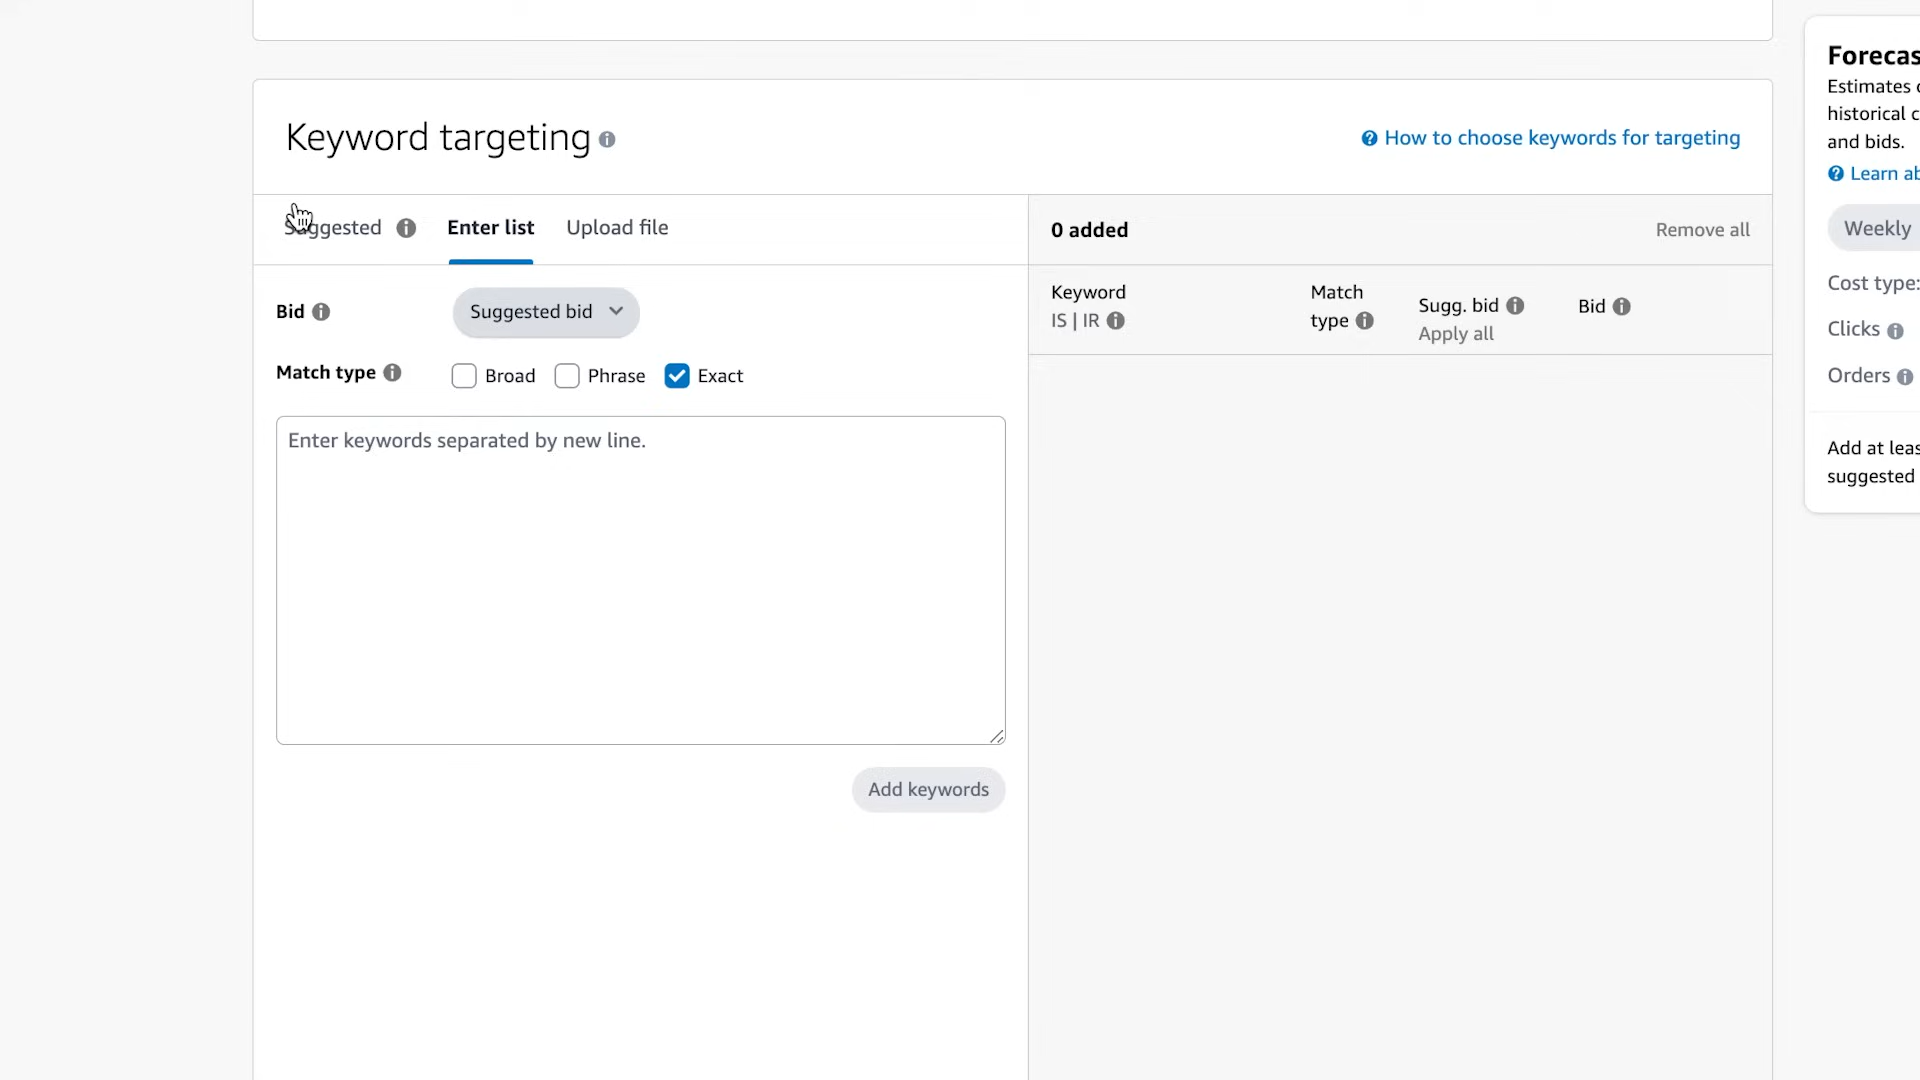 Keyword targeting
How to choose keywords for targeting
Suggested Enter list Upload file
Bid Suggested bid
Match type Broad Phrase Exact
Enter keywords separated by new line.
Add keywords
0 added Remove all
Keyword
IS | IR
Match
type
Sugg. bid
Apply all
Bid
Forecas
Estimates
historical c
and bids.
Learn ab
Weekly
Cost type:
Clicks
Orders
Add at leas
suggested